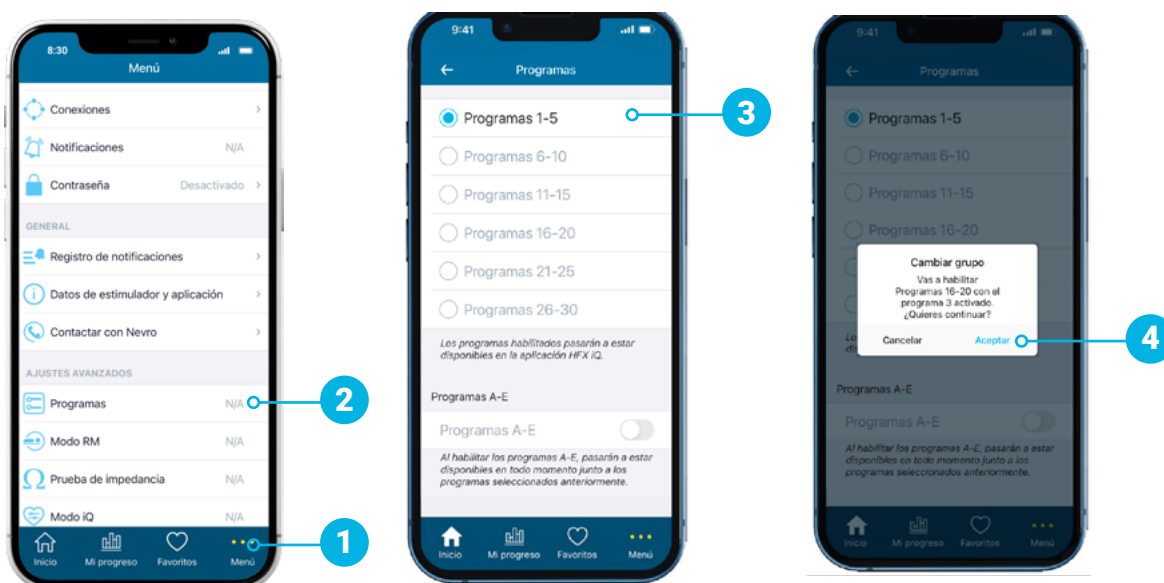 8:30
Menú
Conexiones
Notificaciones N/A
Contraseña Desactivado
GENERAL
Registro de notificaciones
Datos de estimulador y aplicación
Contactar con Nevro
AJUSTES AVANZADOS
Programas N/A
2
Modo RM N/A
Prueba de impedancia N/A
Modo iQ N/A
1
Inicio Mi progreso Favoritos Menú
9:41
Programas
Programas 1-5
3
Programas 6-10
Programas 11-15
Programas 16-20
Programas 21-25
Programas 26-30
Los programas habilitados pasarán a estar
disponibles en la aplicación HFX iQ.
Programas A-E
Programas A-E
Al habilitar los programas A-E, pasarán a estar
disponibles en todo momento junto a los
programas seleccionados anteriormente.
Inicio Mi progreso Favoritos Menú
9:41
Programas
Programas 1-5
Programas 6-10
Programas 11-15
Programas 16-20
Cambiar grupo
Vas a habilitar
Programas 16-20 con el
programa 3 activado.
¿Quieres continuar?
Cancelar Aceptar
4
Lo
dis
Programas A-E
Programas A-E
Al habilitar los programas A-E, pasarán a estar
disponibles en todo momento junto a los
programas seleccionados anteriormente.
Inicio Mi progreso Favoritos Menú